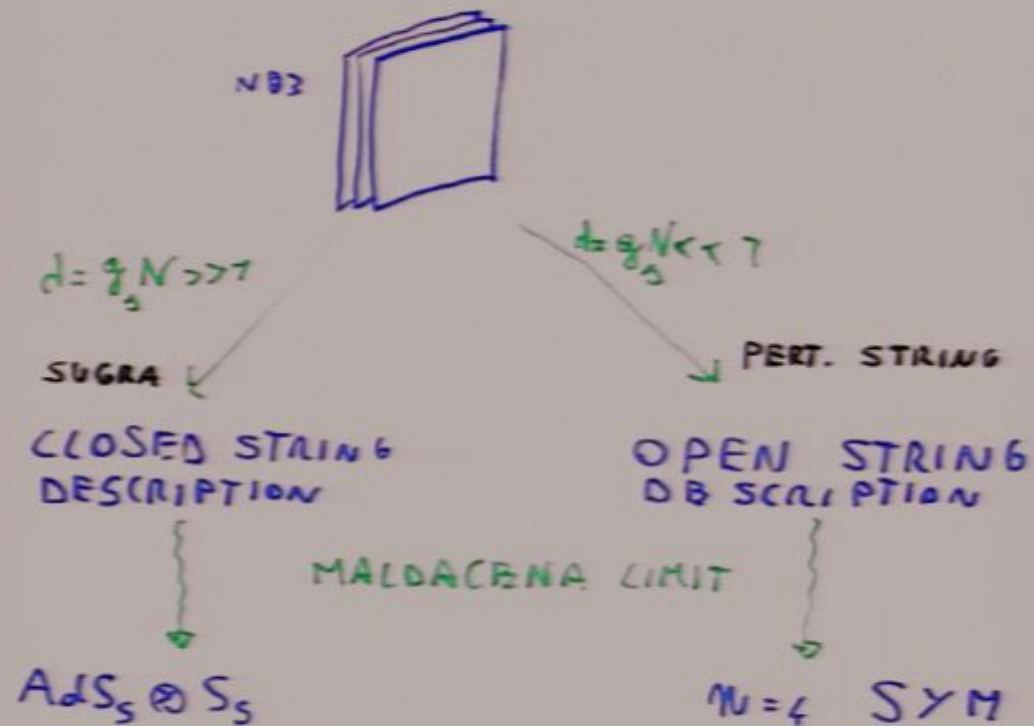 ND3
λ= g_s N >>1
λ= g_s N << 1
SUGRA
PERT. STRING
CLOSED STRING
DESCRIPTION
OPEN STRING
DESCRIPTION
MALDACENA LIMIT
AdS₅ ⊗ S₅
N=4 SYM